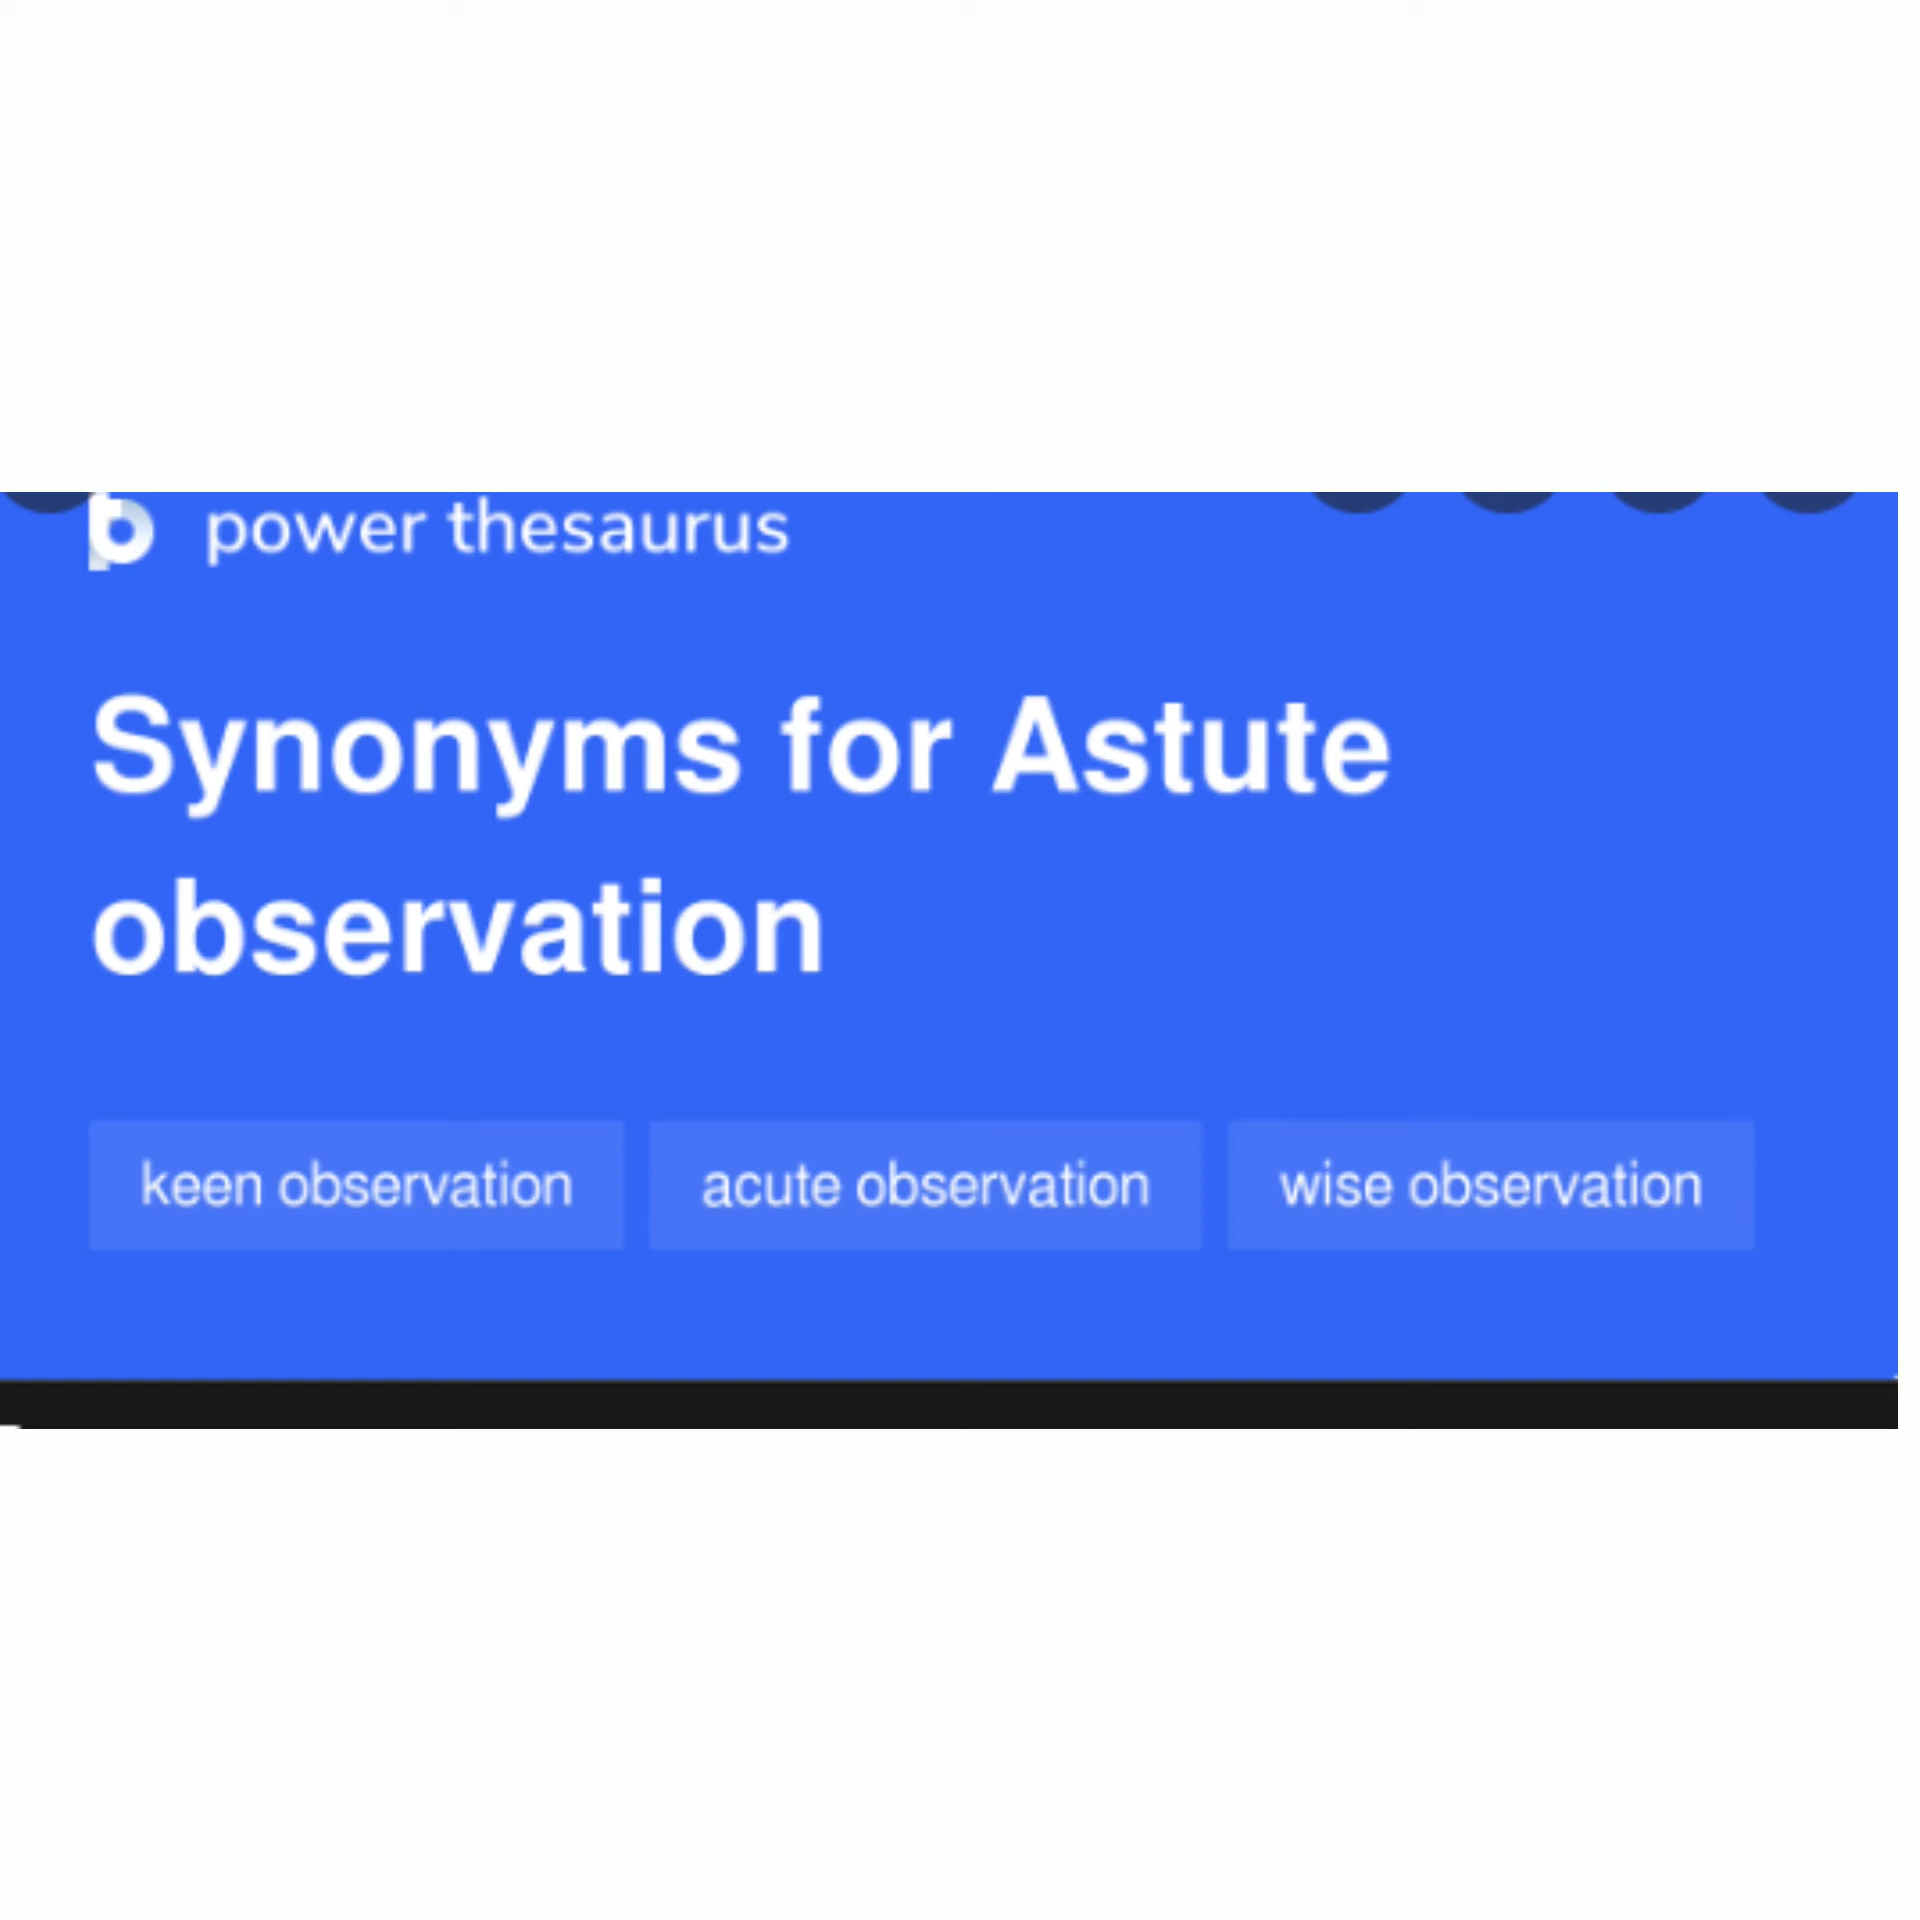 power thesaurus
Synonyms for Astute
observation
keen observation acute observation wise observation